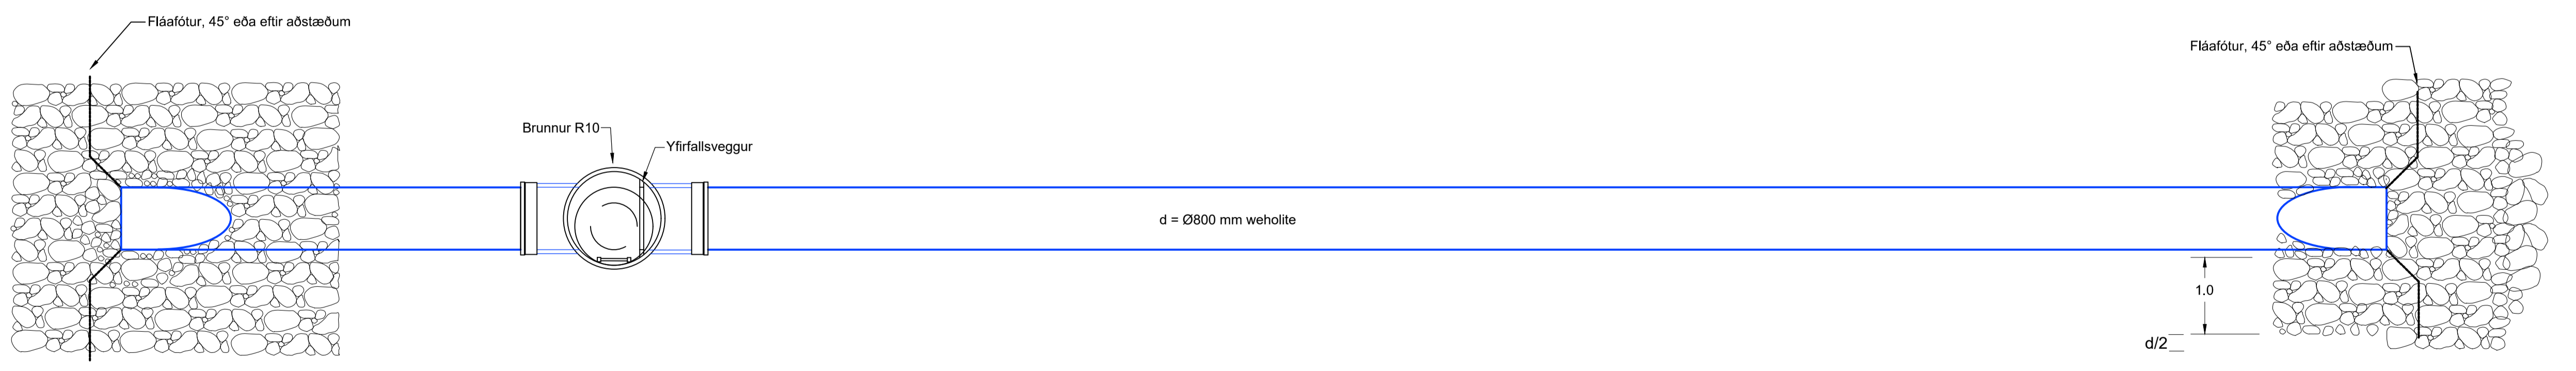 Fláafótur, 45° eða eftir aðstæðum
Fláafótur, 45° eða eftir aðstæðum
Brunnur R10
Yfirfallsveggur
d = Ø800 mm weholite
1.0
d/2